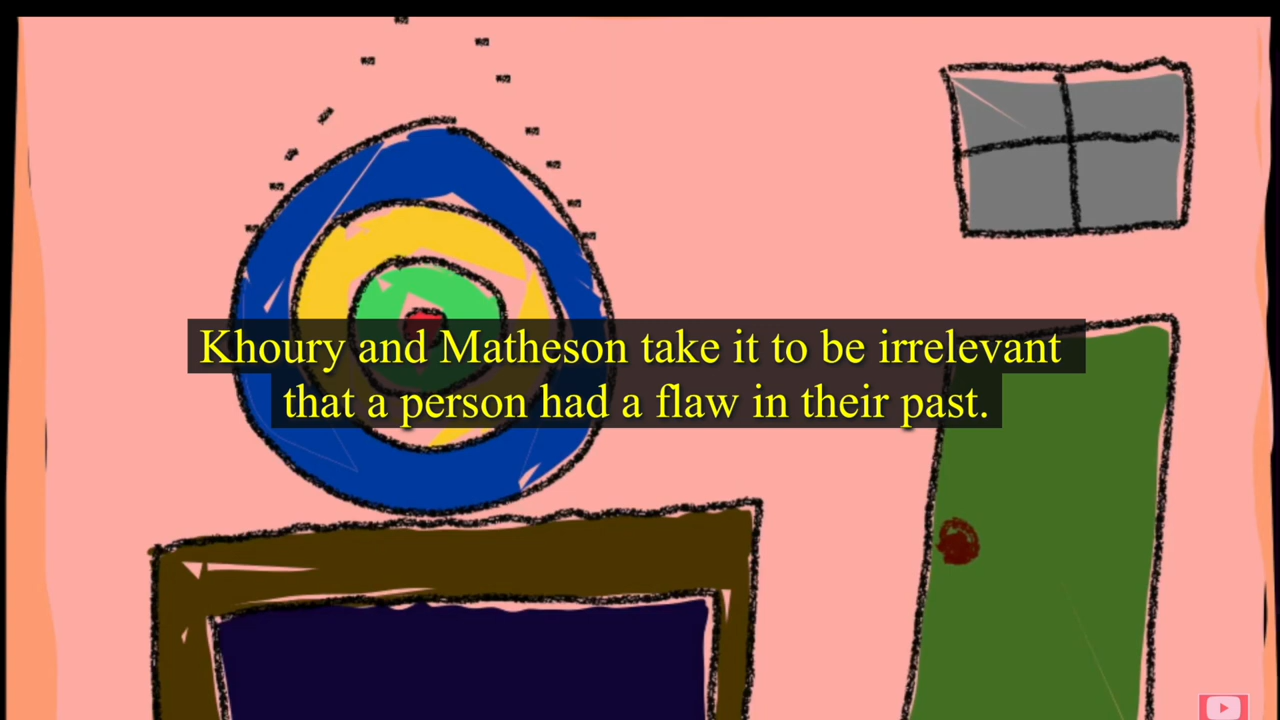 Khoury and Matheson take it to be irrelevant
that a person had a flaw in their past.